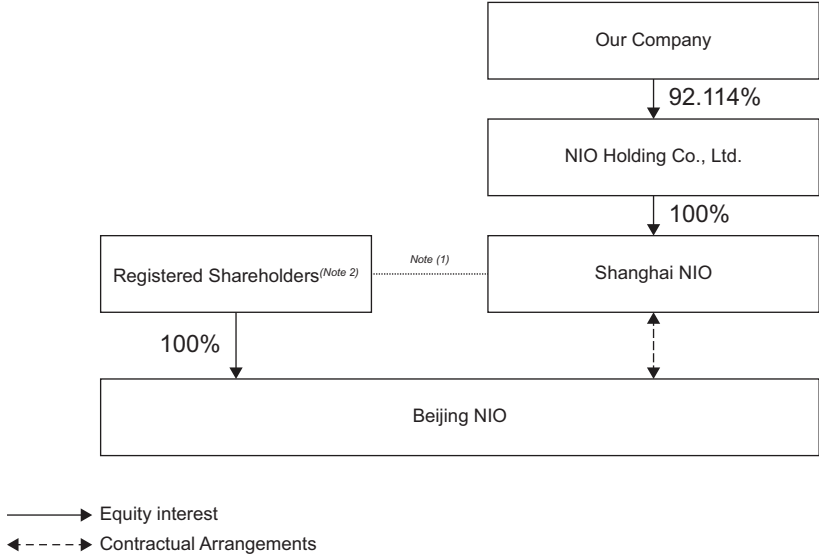 Our Company
92.114%
NIO Holding Co., Ltd.
100%
Registered Shareholders(Note 2)
Note (1)
Shanghai NIO
100%
Beijing NIO
Equity interest
Contractual Arrangements